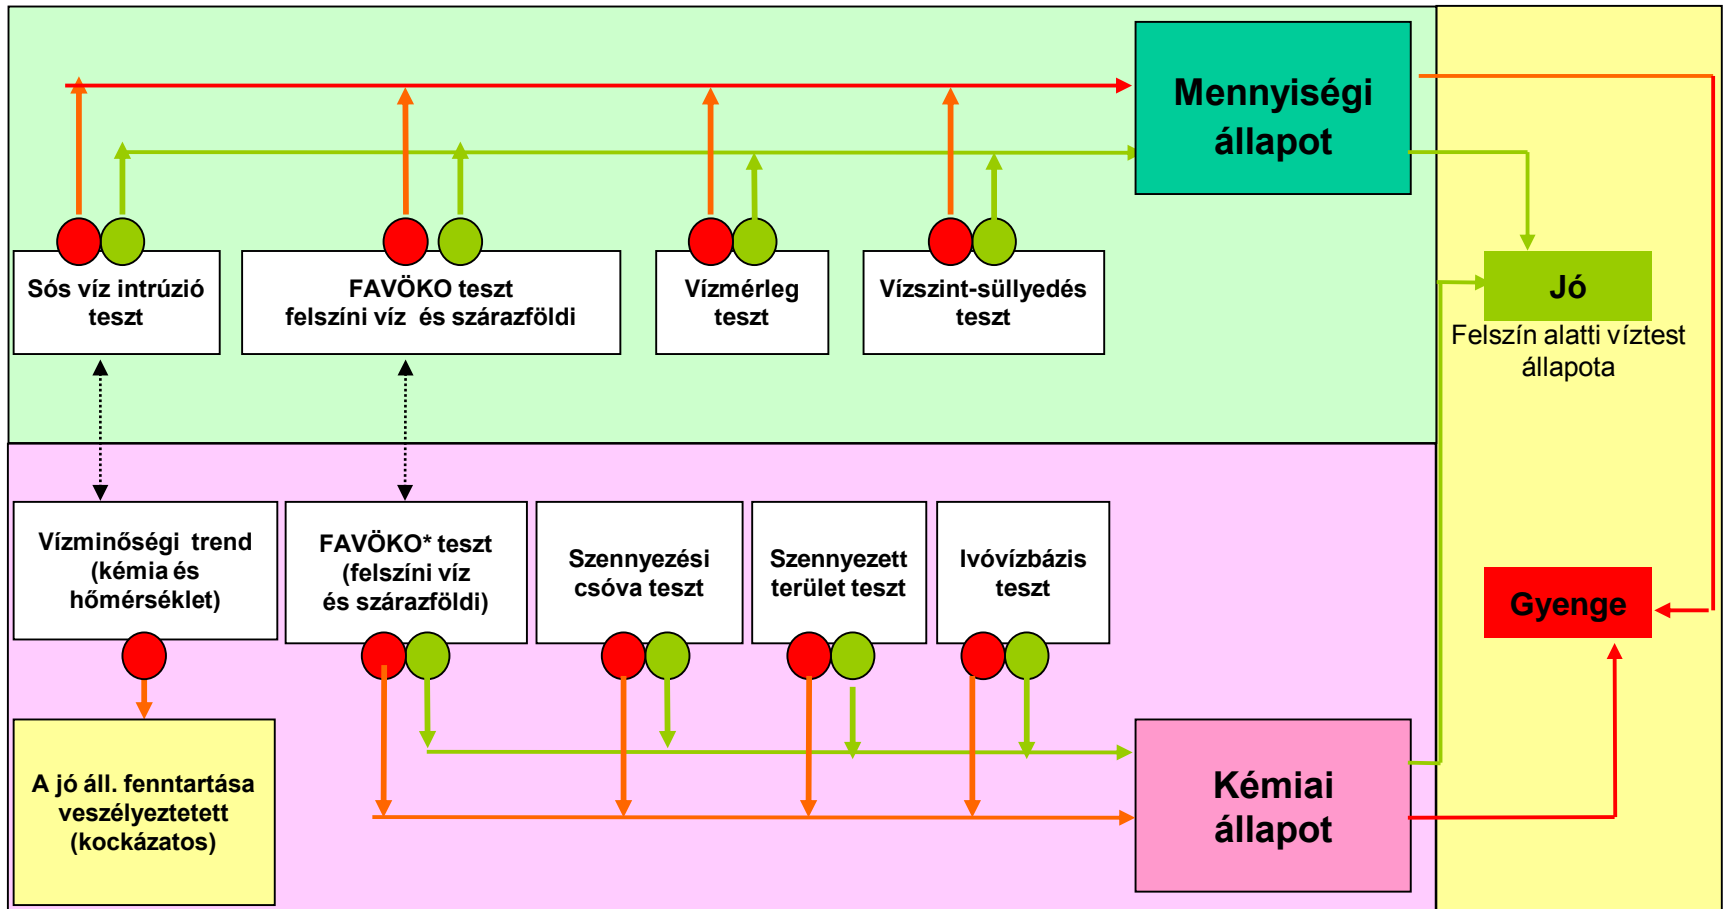 Mennyiségi
állapot
Sós víz intrúzió
teszt
FAVÖKO teszt
felszíni víz és szárazföldi
Vízmérleg
teszt
Vízszint-süllyedés
teszt
Jó
Felszín alatti víztest
állapota
Vízminőségi trend
(kémia és
hőmérséklet)
FAVÖKO* teszt
(felszíni víz
és szárazföldi)
Szennyezési
csóva teszt
Szennyezett
terület teszt
Ivóvízbázis
teszt
Gyenge
A jó áll. fenntartása
veszélyeztetett
(kockázatos)
Kémiai
állapot